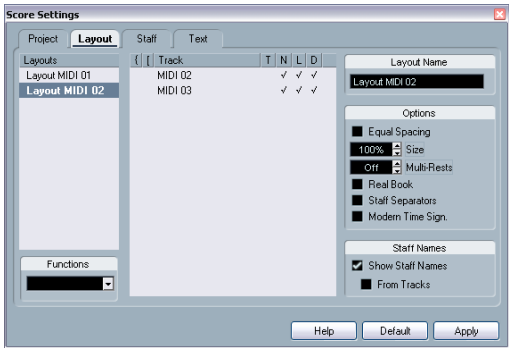 Score Settings
Project Layout Staff Text
Layouts
Layout MIDI 01
Layout MIDI 02
Functions
{ [ Track T N L D
MIDI 02 ✓ ✓ ✓
MIDI 03 ✓ ✓ ✓
Layout Name
Layout MIDI 02
Options
Equal Spacing
100% Size
Off Multi-Rests
Real Book
Staff Separators
Modern Time Sign.
Staff Names
Show Staff Names
From Tracks
Help Default Apply